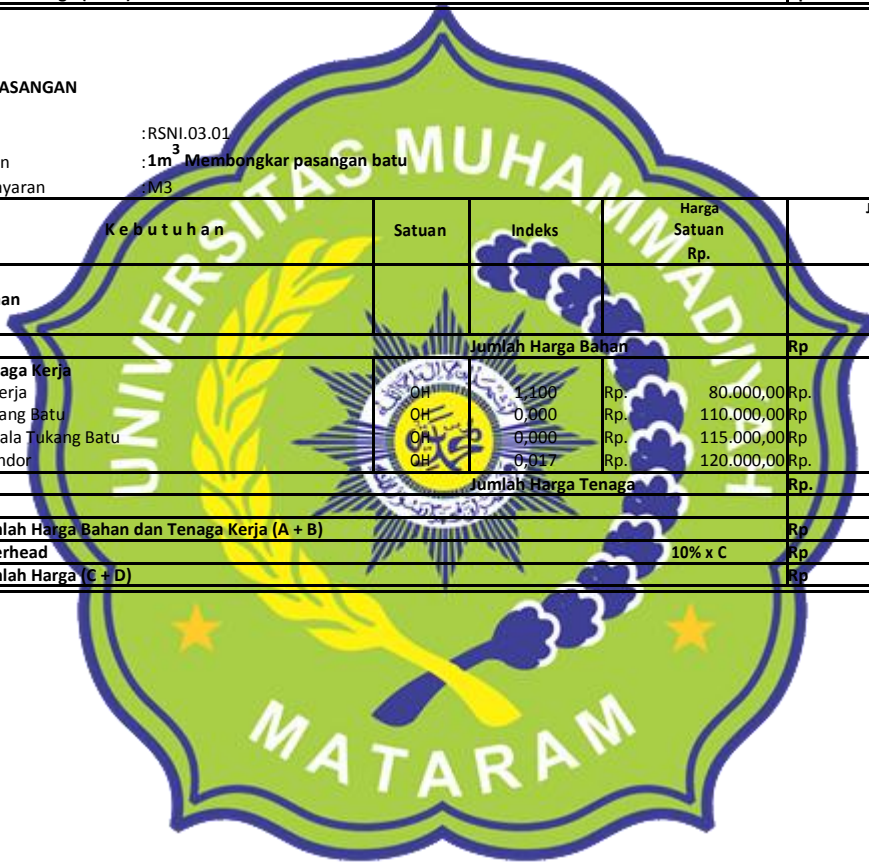 ASANGAN
:RSNI.03.01
n :1m3 Membongkar pasangan batu
yaran :M3
Kebutuhan Satuan Indeks Harga Satuan Rp. J
an
Jumlah Harga Bahan Rp
aga Kerja
erja OH 1,100 Rp. 80.000,00 Rp.
ang Batu OH 0,000 Rp. 110.000,00 Rp
ala Tukang Batu OH 0,000 Rp. 115.000,00 Rp
ndor OH 0,017 Rp. 120.000,00 Rp.
Jumlah Harga Tenaga Rp.
nlah Harga Bahan dan Tenaga Kerja (A + B) Rp
erhead 10% x C Rp
nlah Harga (C + D) Rp
UNIVERSITAS MUHAMMADIYAH
MATARAM